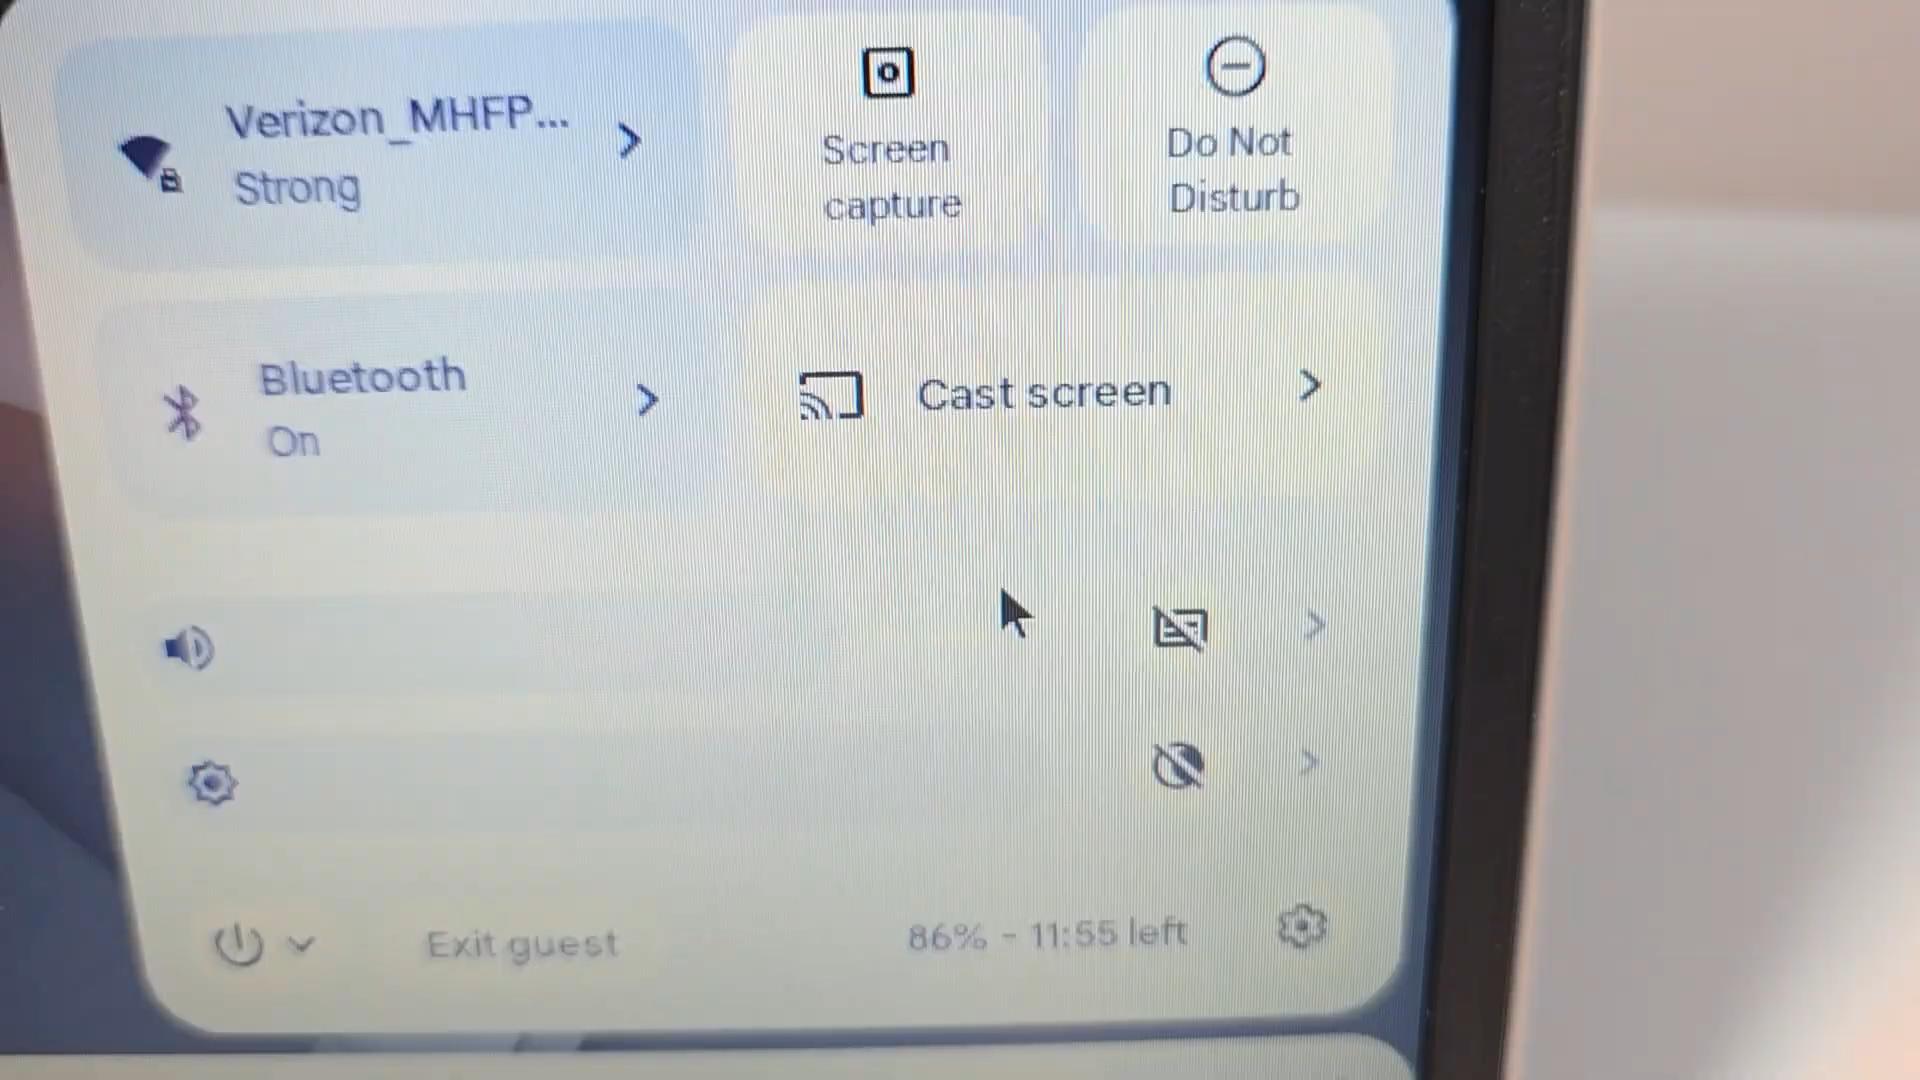 Verizon_MHFP...
Strong
Screen
capture
Do Not
Disturb
Bluetooth
On
Cast screen
Exit guest
86% - 11:55 left